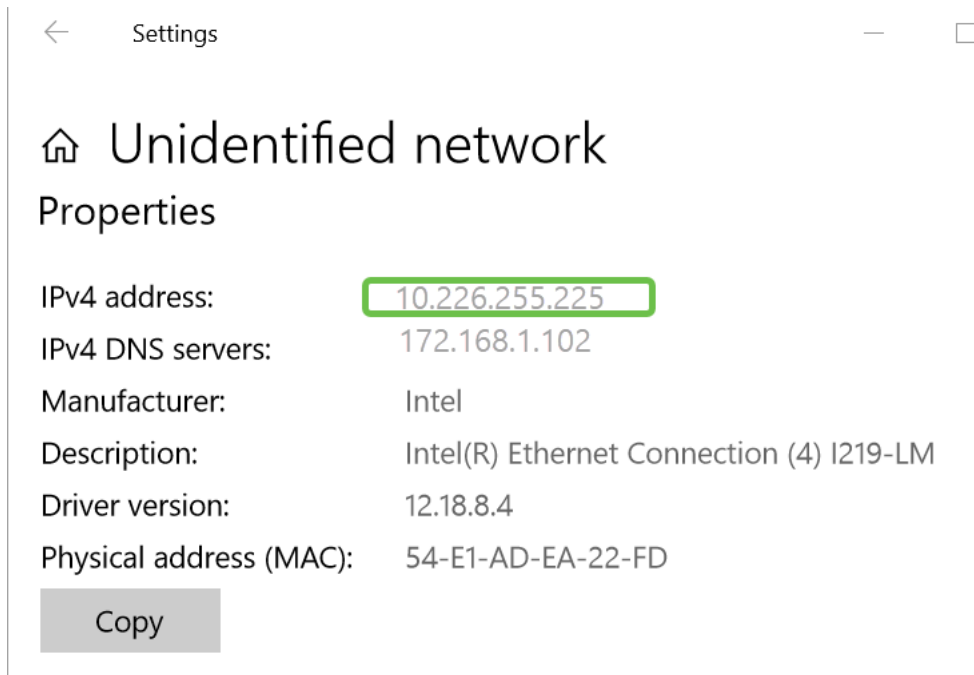 Settings
Unidentified network
Properties
IPv4 address: 10.226.255.225
IPv4 DNS servers: 172.168.1.102
Manufacturer: Intel
Description: Intel(R) Ethernet Connection (4) I219-LM
Driver version: 12.18.8.4
Physical address (MAC): 54-E1-AD-EA-22-FD
Copy